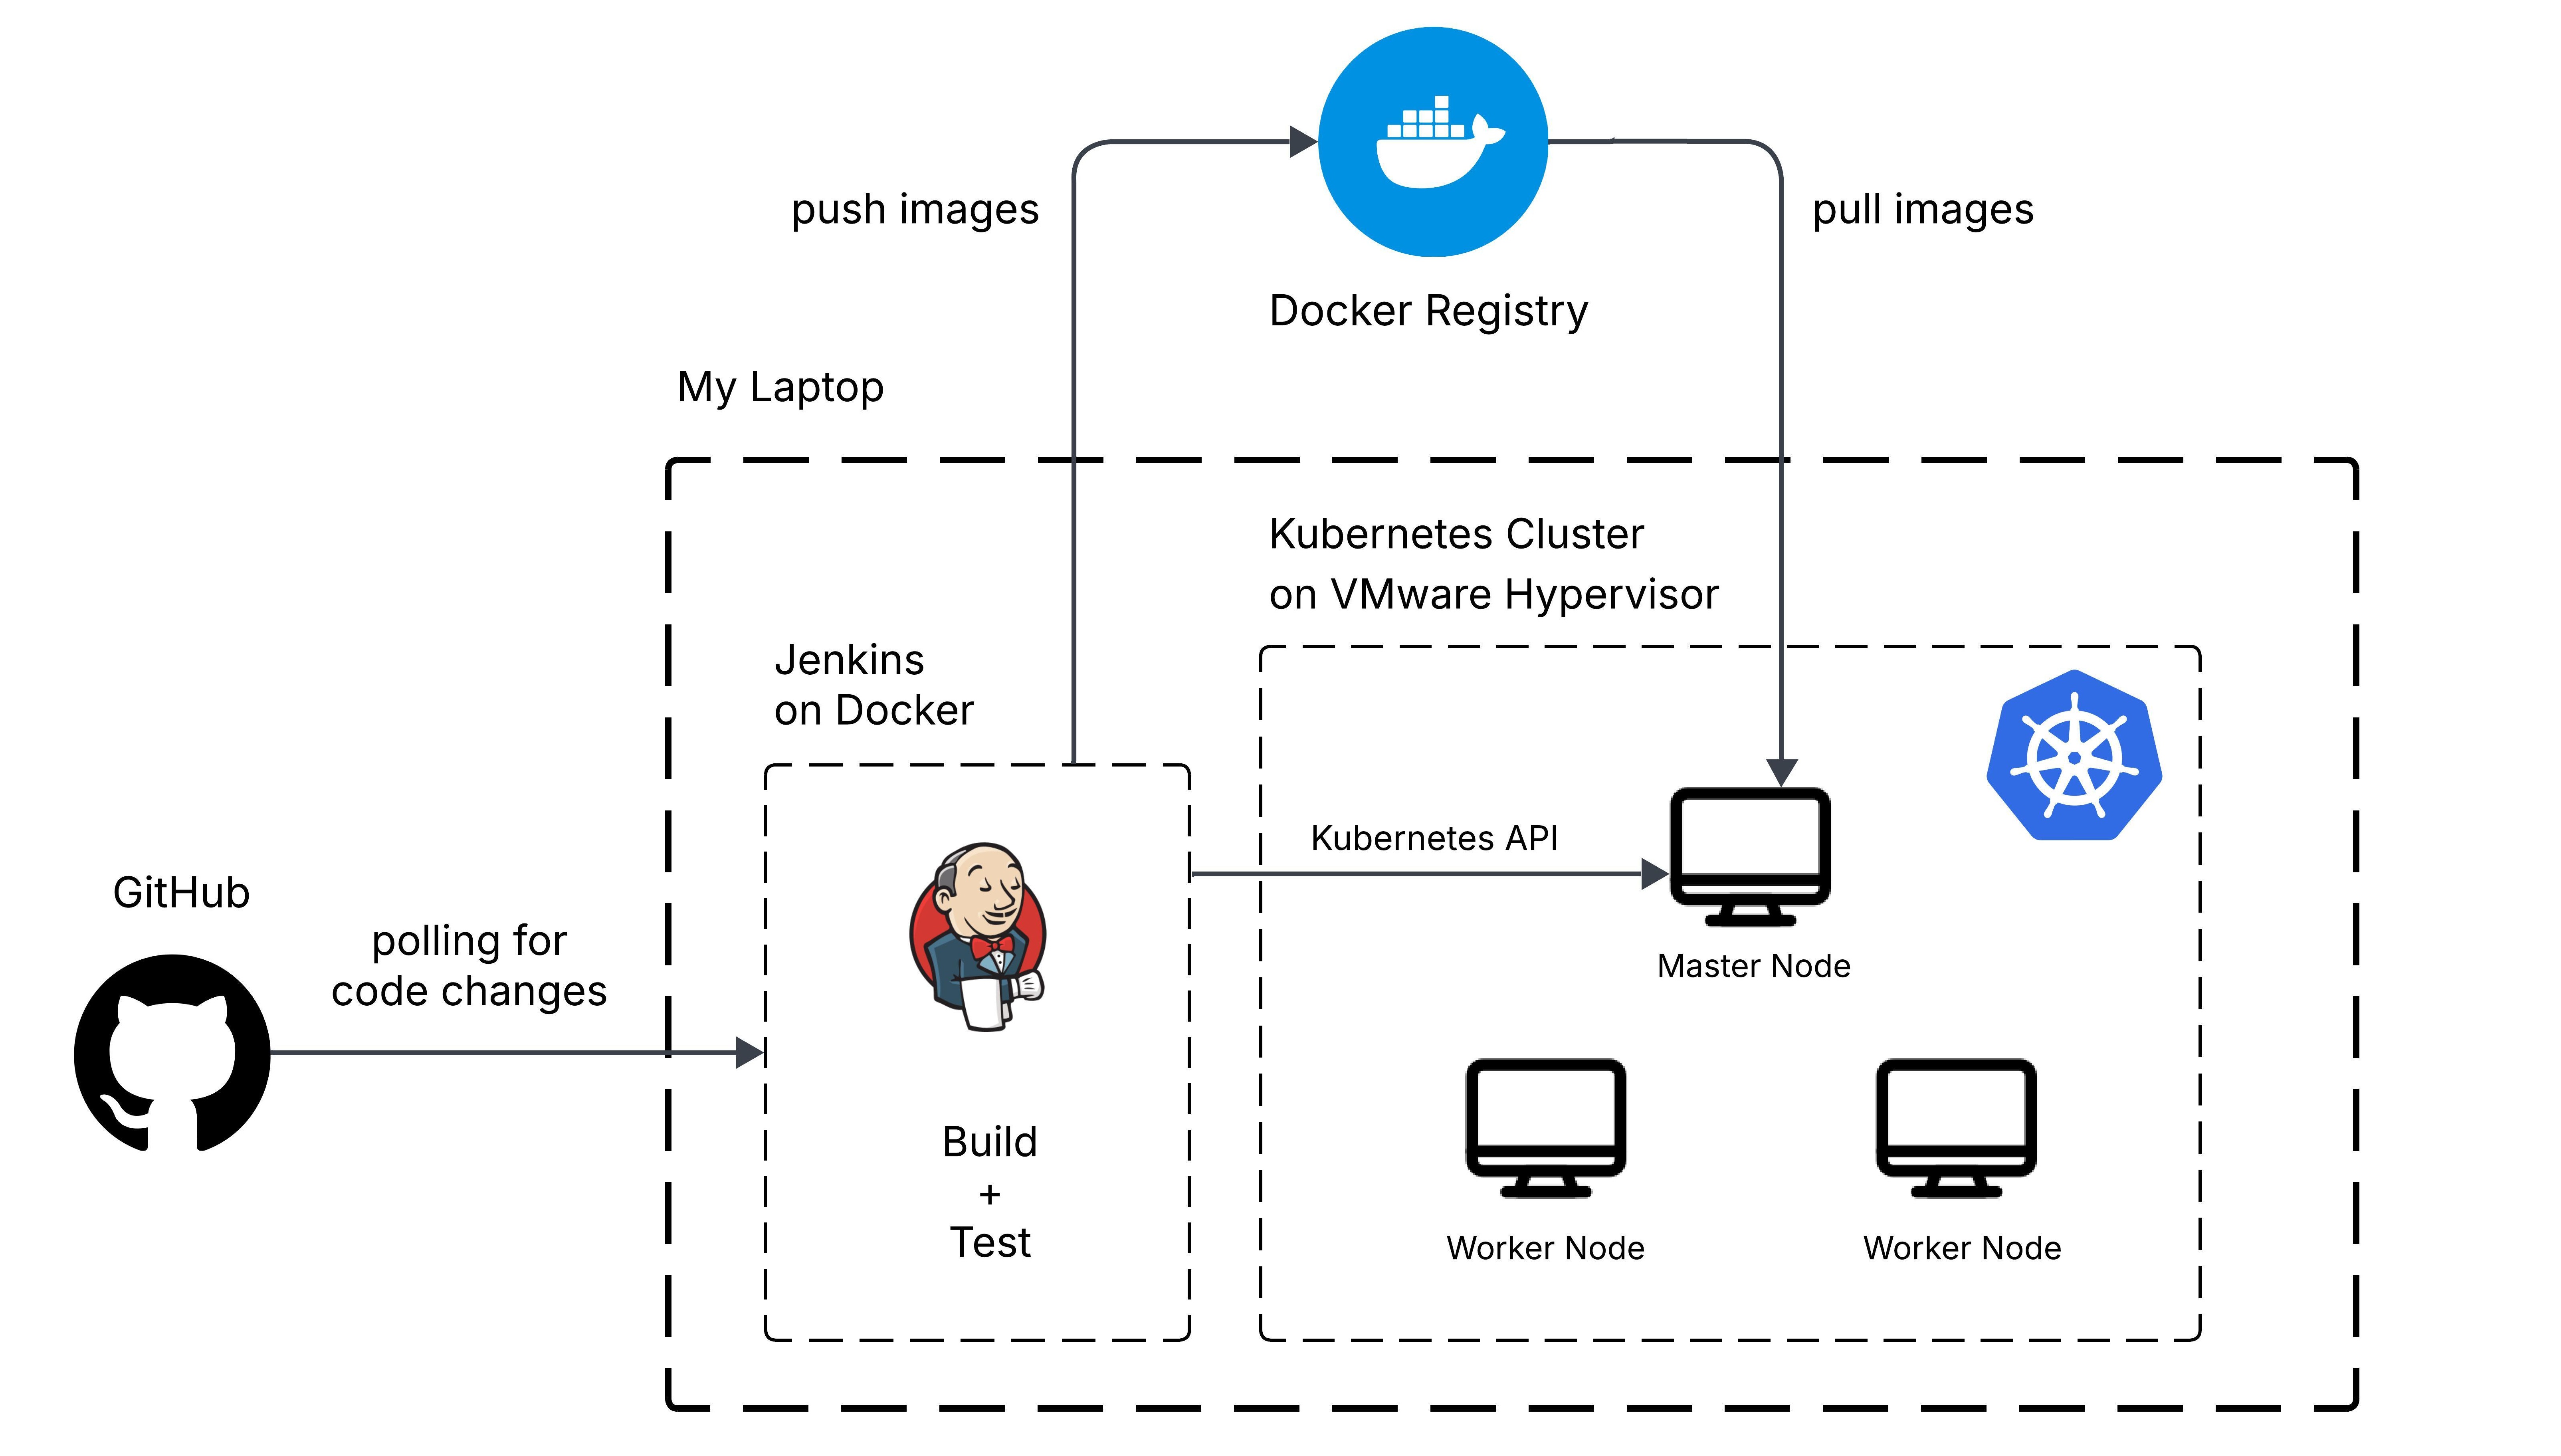 push images
pull images
Docker Registry
My Laptop
Kubernetes Cluster
on VMware Hypervisor
Jenkins
on Docker
Kubernetes API
GitHub
polling for
code changes
Master Node
Build
+
Test
Worker Node
Worker Node